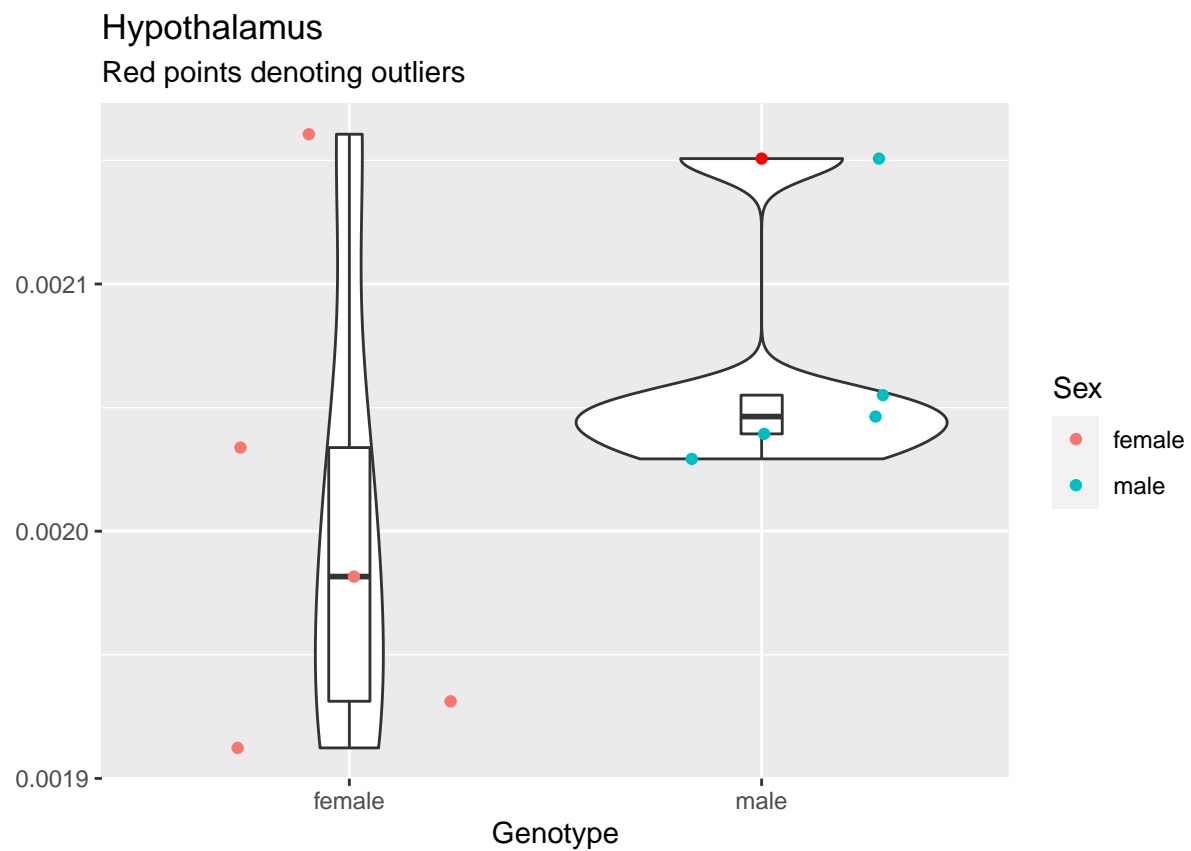 Hypothalamus
Red points denoting outliers
0.0021
0.0020
0.0019
female
male
Genotype
Sex
female
male